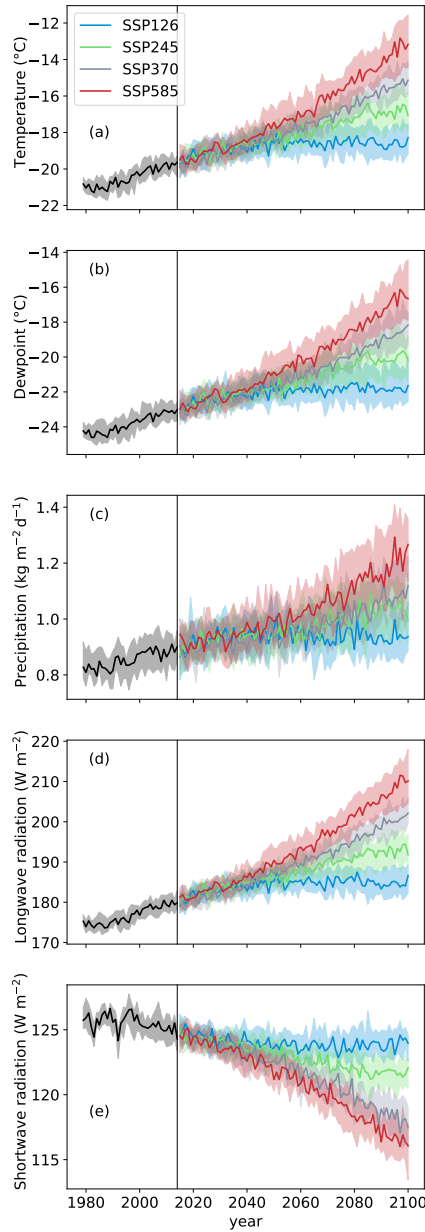 SSP126
SSP245
SSP370
SSP585
−12
−14
−16
−18
−20
−22
Temperature (°C)
(a)
−14
−16
−18
−20
−22
−24
Dewpoint (°C)
(b)
1.4
1.2
1.0
0.8
Precipitation (kg m⁻² d⁻¹)
(c)
220
210
200
190
180
170
Longwave radiation (W m⁻²)
(d)
125
120
115
Shortwave radiation (W m⁻²)
(e)
1980 2000 2020 2040 2060 2080 2100
year